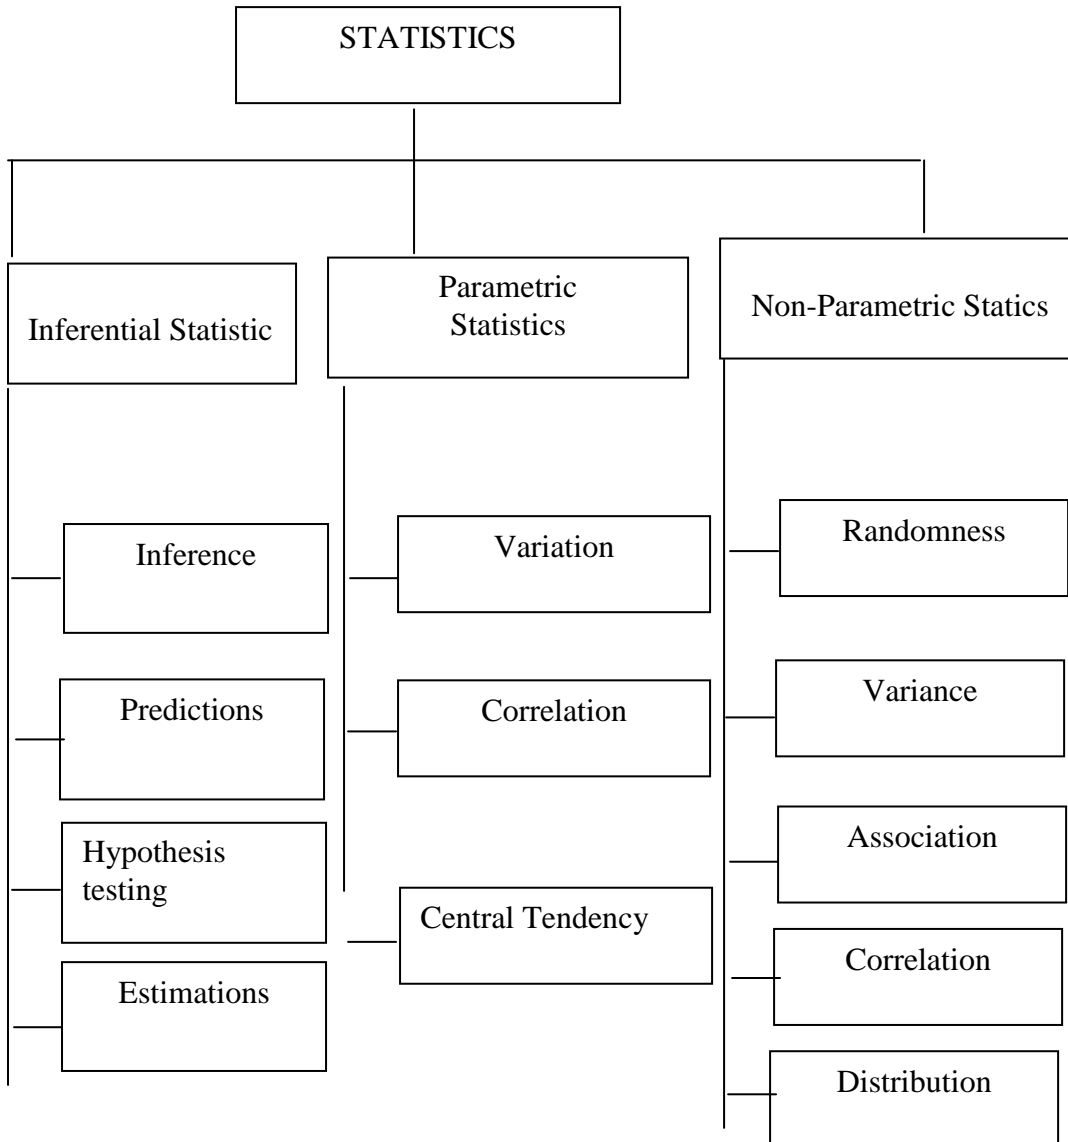 STATISTICS
Inferential Statistic
Parametric
Statistics
Non-Parametric Statics
Inference
Predictions
Hypothesis
testing
Estimations
Variation
Correlation
Central Tendency
Randomness
Variance
Association
Correlation
Distribution